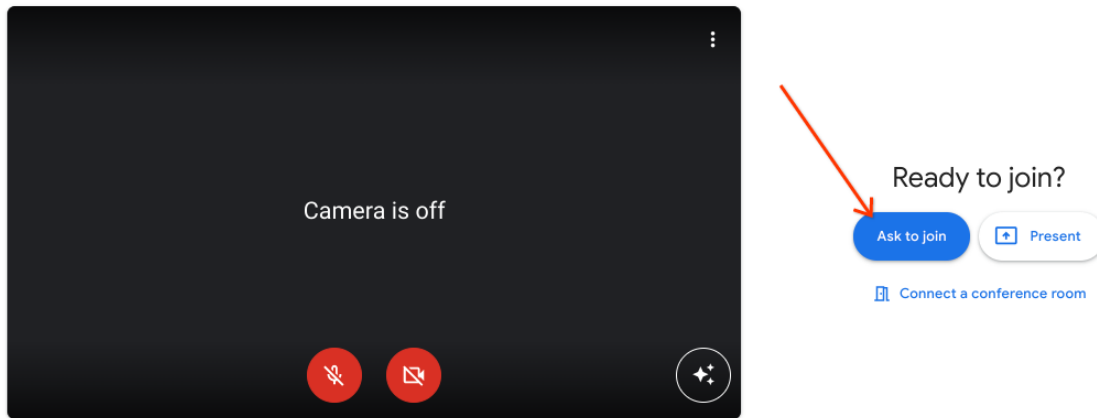 Camera is off
Ready to join?
Ask to join
Present
Connect a conference room